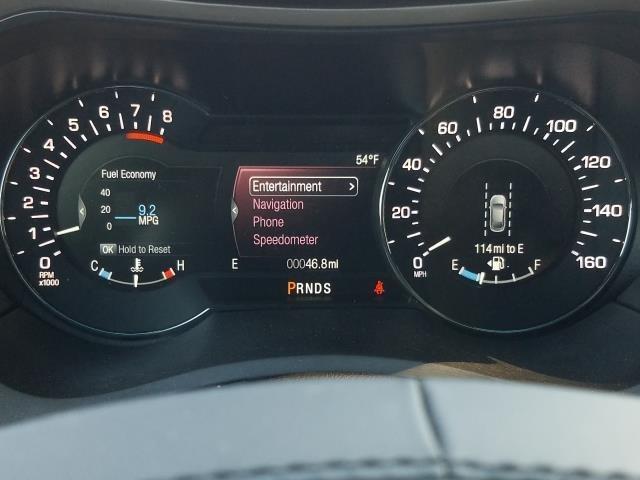 0 1 2 3 4 5 6 7 8
RPM
x1000
Fuel Economy
40
20
0
9.2
MPG
OK Hold to Reset
C H
54°F
Entertainment >
Navigation
Phone
Speedometer
E 00046.8mi
PRNDS
0 20 40 60 80 100 120 140 160
MPH
114 mi to E
E F